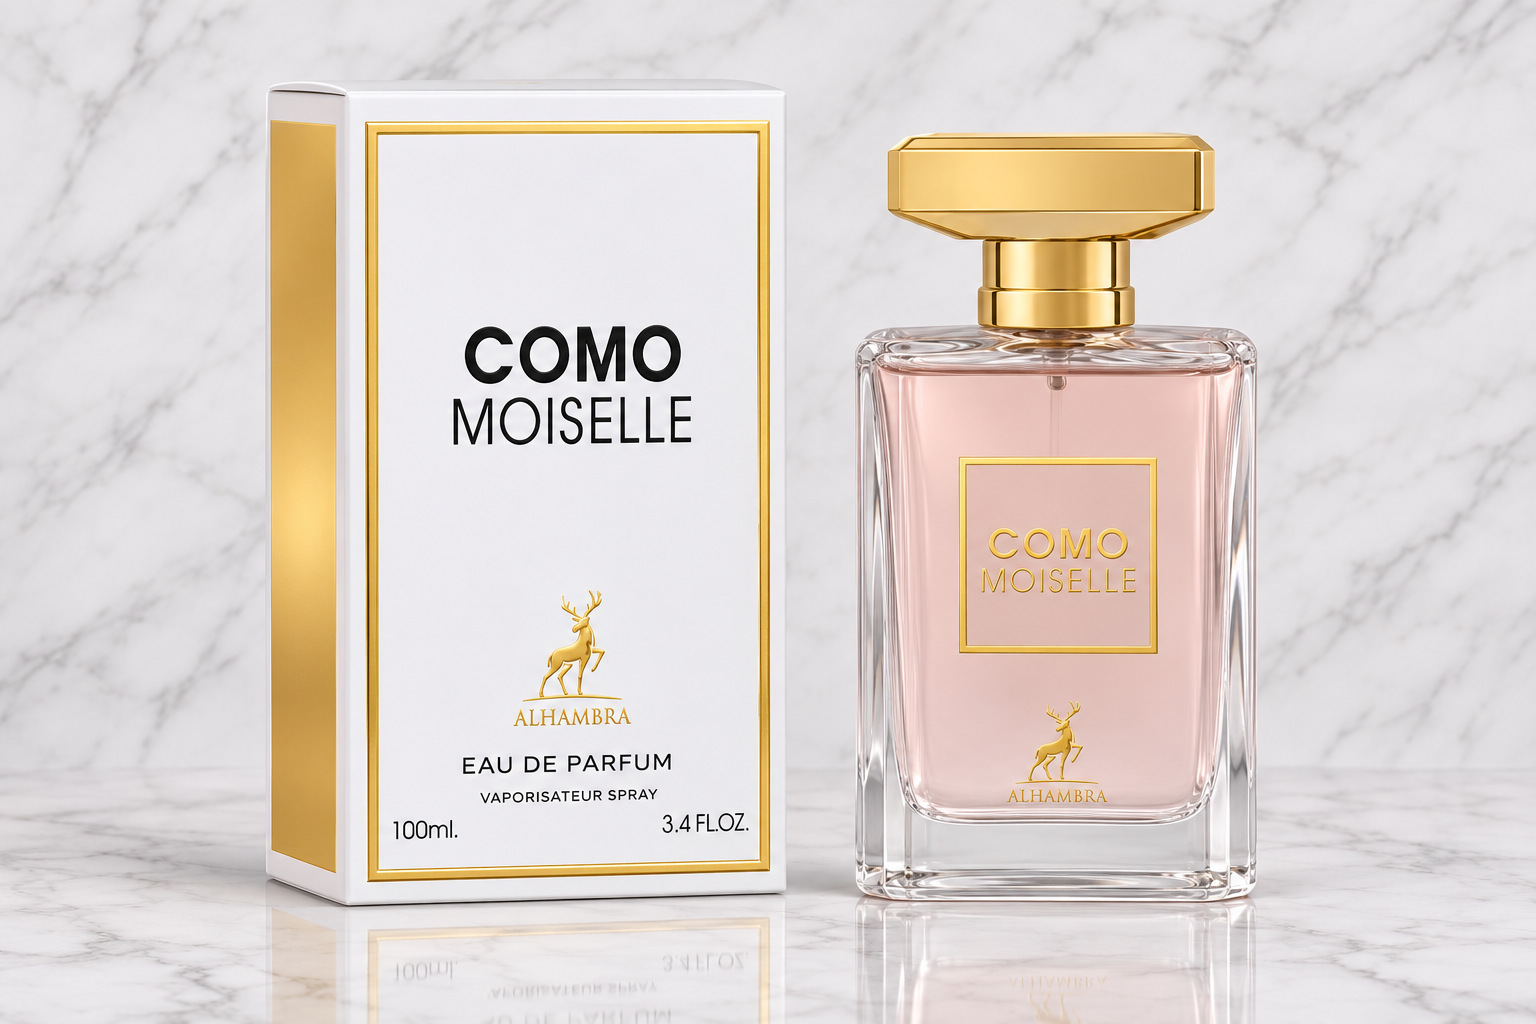 COMO
MOISELLE
ALHAMBRA
EAU DE PARFUM
VAPORISATEUR SPRAY
100ml.
3.4 FL.OZ.
COMO
MOISELLE
ALHAMBRA